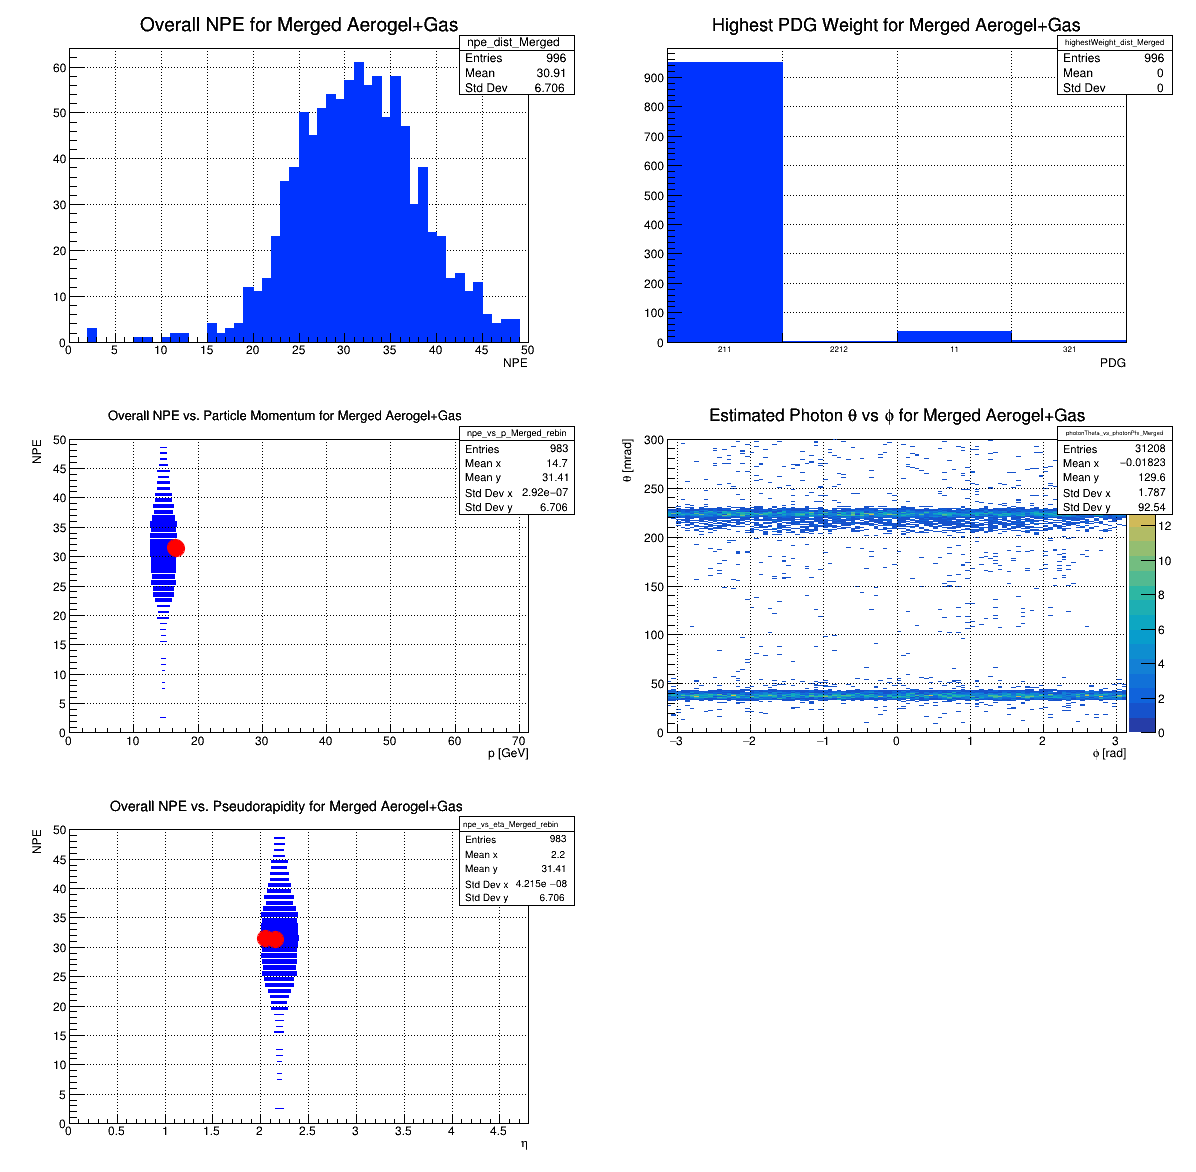 Overall NPE for Merged Aerogel+Gas
npe_dist_Merged
Entries 996
Mean 30.91
Std Dev 6.706
60
50
40
30
20
10
0
0 5 10 15 20 25 30 35 40 45 50
NPE
Highest PDG Weight for Merged Aerogel+Gas
highestWeight_dist_Merged
Entries 996
Mean 0
Std Dev 0
900
800
700
600
500
400
300
200
100
0
211 2212 11 321
PDG
Overall NPE vs. Particle Momentum for Merged Aerogel+Gas
npe_vs_p_Merged_rebin
Entries 983
Mean x 14.7
Mean y 31.41
Std Dev x 2.92e−07
Std Dev y 6.706
NPE
50
45
40
35
30
25
20
15
10
5
0
0 10 20 30 40 50 60 70
p [GeV]
Estimated Photon θ vs ϕ for Merged Aerogel+Gas
photonTheta_vs_photonPhi_Merged
Entries 31208
Mean x −0.01823
Mean y 129.6
Std Dev x 1.787
Std Dev y 92.54
θ [mrad]
300
250
200
150
100
50
0
−3 −2 −1 0 1 2 3
ϕ [rad]
12
10
8
6
4
2
0
Overall NPE vs. Pseudorapidity for Merged Aerogel+Gas
npe_vs_eta_Merged_rebin
Entries 983
Mean x 2.2
Mean y 31.41
Std Dev x 4.215e −08
Std Dev y 6.706
NPE
50
45
40
35
30
25
20
15
10
5
0
0 0.5 1 1.5 2 2.5 3 3.5 4 4.5
η